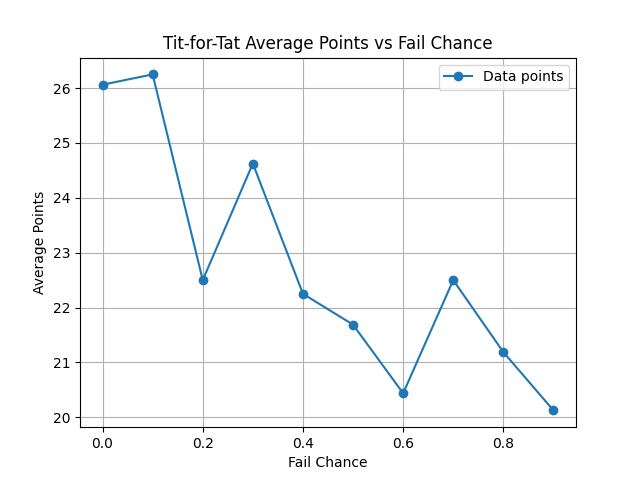 Tit-for-Tat Average Points vs Fail Chance
Data points
26
25
24
23
22
21
20
Average Points
0.0 0.2 0.4 0.6 0.8
Fail Chance